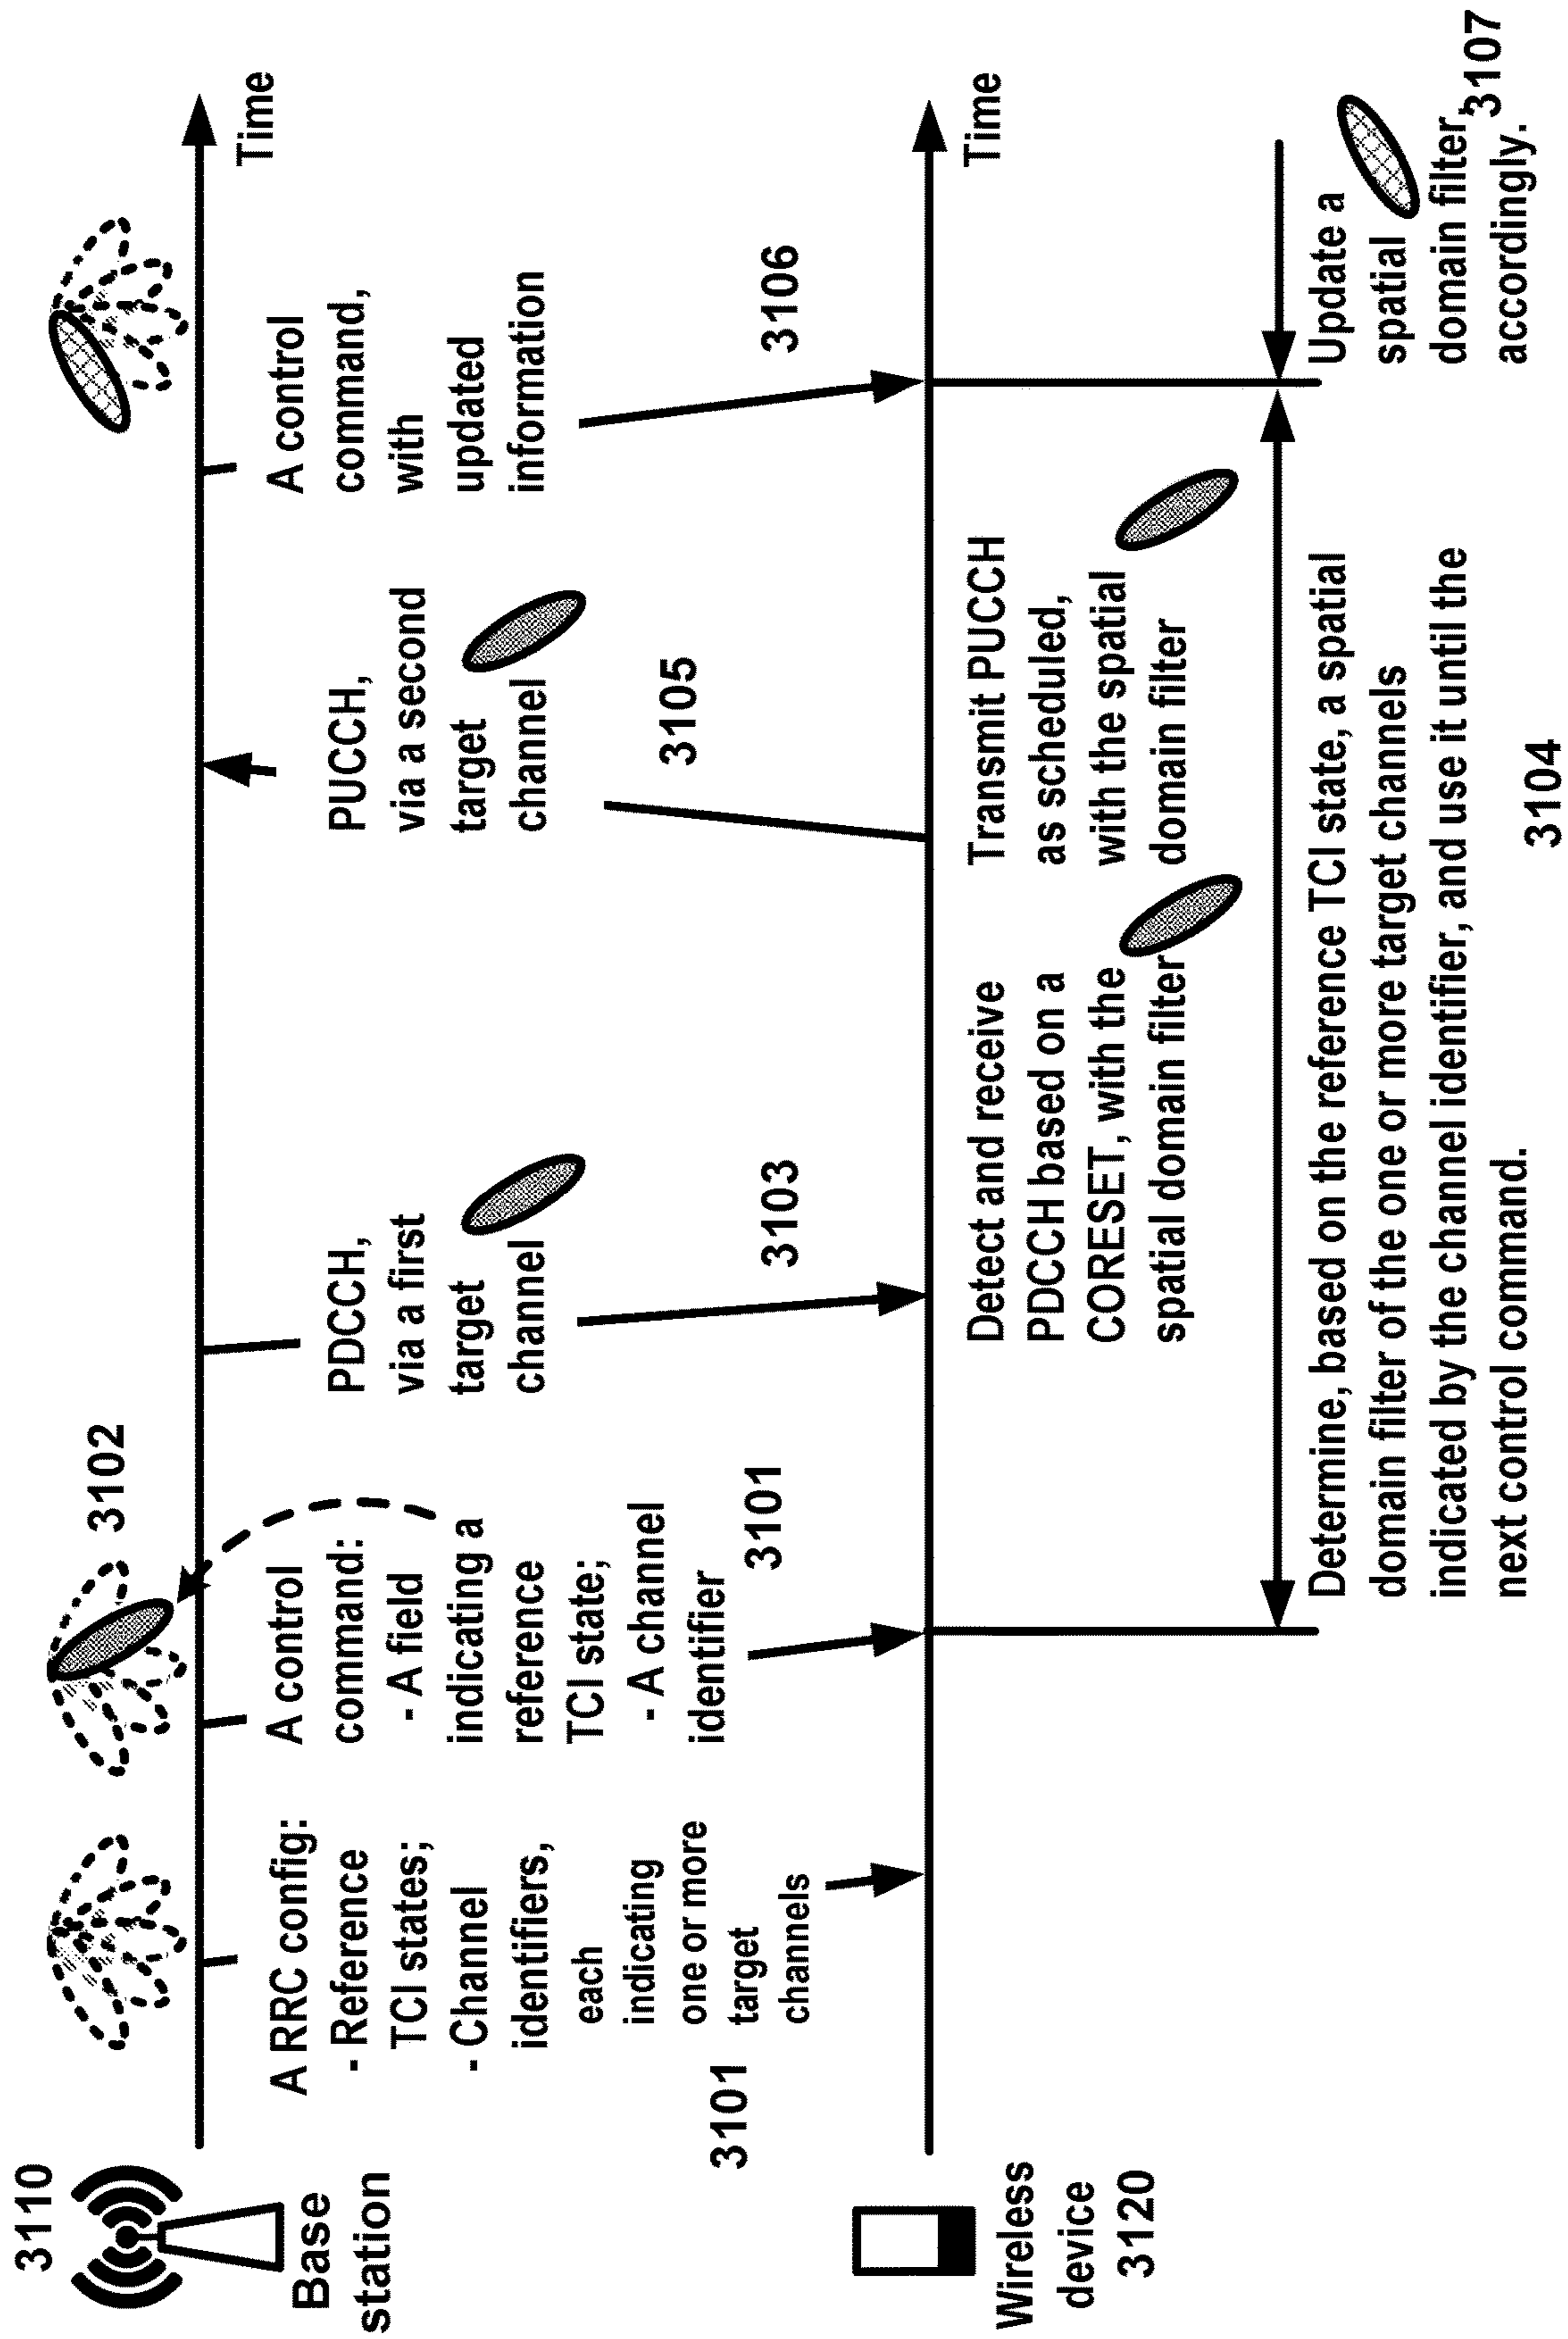 3110
Base
station
A RRC config:
- Reference
TCI states;
- Channel
identifiers,
each
indicating
one or more
target
channels
3101
3102
A control
command:
- A field
indicating a
reference
TCI state;
- A channel
identifier
3101
PDCCH,
via a first
target
channel
3103
PUCCH,
via a second
target
channel
3105
A control
command,
with
updated
information
3106
Time
Wireless
device
3120
Detect and receive
PDCCH based on a
CORESET, with the
spatial domain filter
Transmit PUCCH
as scheduled,
with the spatial
domain filter
Time
Determine, based on the reference TCI state, a spatial
domain filter of the one or more target channels
indicated by the channel identifier, and use it until the
next control command.
3104
Update a
spatial
domain filter,
accordingly.
3107